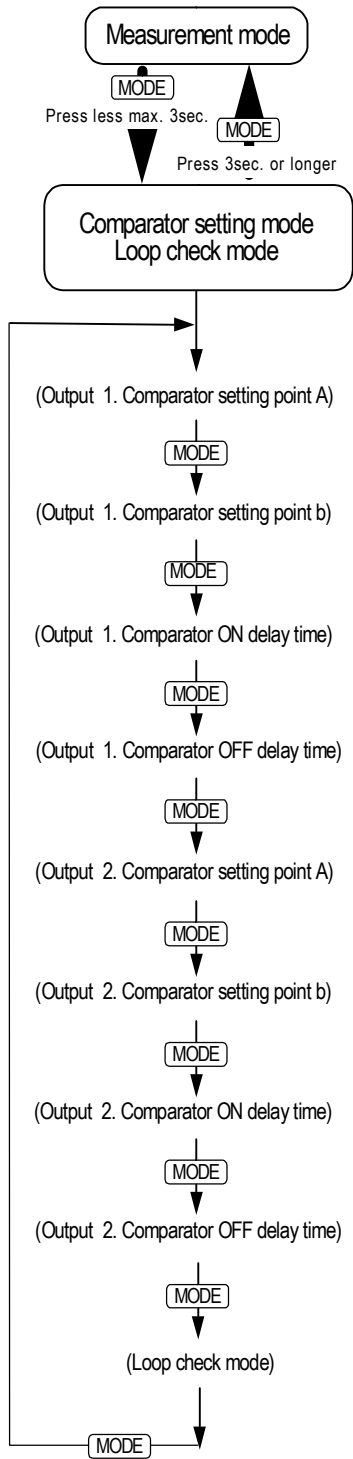 Measurement mode
MODE
Press less max. 3sec.
MODE
Press 3sec. or longer
Comparator setting mode
Loop check mode
(Output 1. Comparator setting point A)
MODE
(Output 1. Comparator setting point b)
MODE
(Output 1. Comparator ON delay time)
MODE
(Output 1. Comparator OFF delay time)
MODE
(Output 2. Comparator setting point A)
MODE
(Output 2. Comparator setting point b)
MODE
(Output 2. Comparator ON delay time)
MODE
(Output 2. Comparator OFF delay time)
MODE
(Loop check mode)
MODE